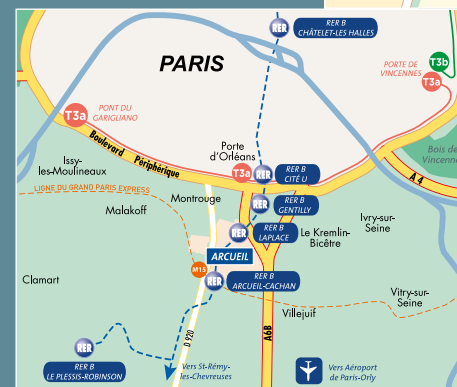 RER
RER B
CHÂTELET-LES HALLES
PARIS
T3b
PORTE DE
VINCENNES
T3a
T3a
PONT DU
GARIGLIANO
Boulevard Périphérique
Porte
d'Orléans
T3a
RER
RER B
CITÉ U
Bois de
Vincenne
A 4
Issy-
les-Moulineaux
LIGNE DU GRAND PARIS EXPRESS
Montrouge
RER
RER B
GENTILLY
Malakoff
RER
RER B
LAPLACE
Le Kremlin-
Bicêtre
Ivry-sur-
Seine
ARCUEIL
M15
RER
RER B
ARCUEIL-CACHAN
Clamart
Vitry-sur-
Seine
Villejuif
D 920
A6B
RER
RER B
LE PLESSIS-ROBINSON
Vers St-Rémy-
les-Chevreuses
Vers Aéroport
de Paris-Orly